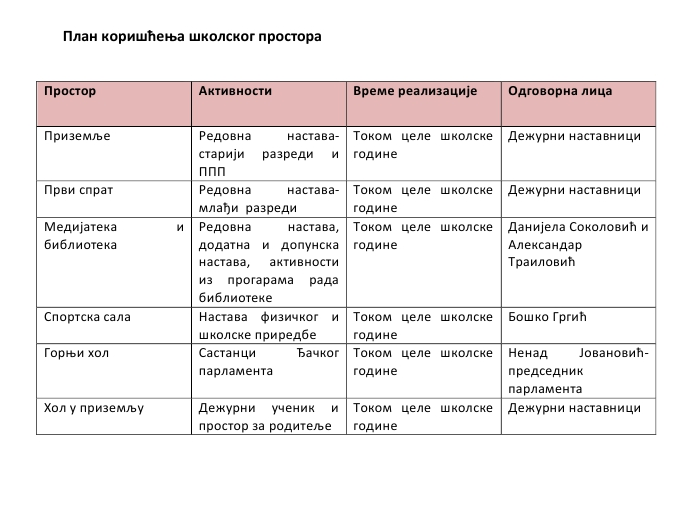 План коришћења школског простора
Простор
Активности
Време реализације
Одговорна лица
Приземље
Редовна настава-
старији разреди и
ППП
Током целе школске
године
Дежурни наставници
Први спрат
Редовна настава-
млађи разреди
Током целе школске
године
Дежурни наставници
Медијатека и
библиотека
Редовна настава,
додатна и допунска
настава, активности
из програрама рада
библиотеке
Током целе школске
године
Данијела Соколовић и
Александар
Траиловић
Спортска сала
Настава физичког и
школске приредбе
Током целе школске
године
Бошко Гргић
Горњи хол
Састанци Ђачког
парламента
Током целе школске
године
Ненад Јовановић-
председник
парламента
Хол у приземљу
Дежурни ученик и
простор за родитеље
Током целе школске
године
Дежурни наставници